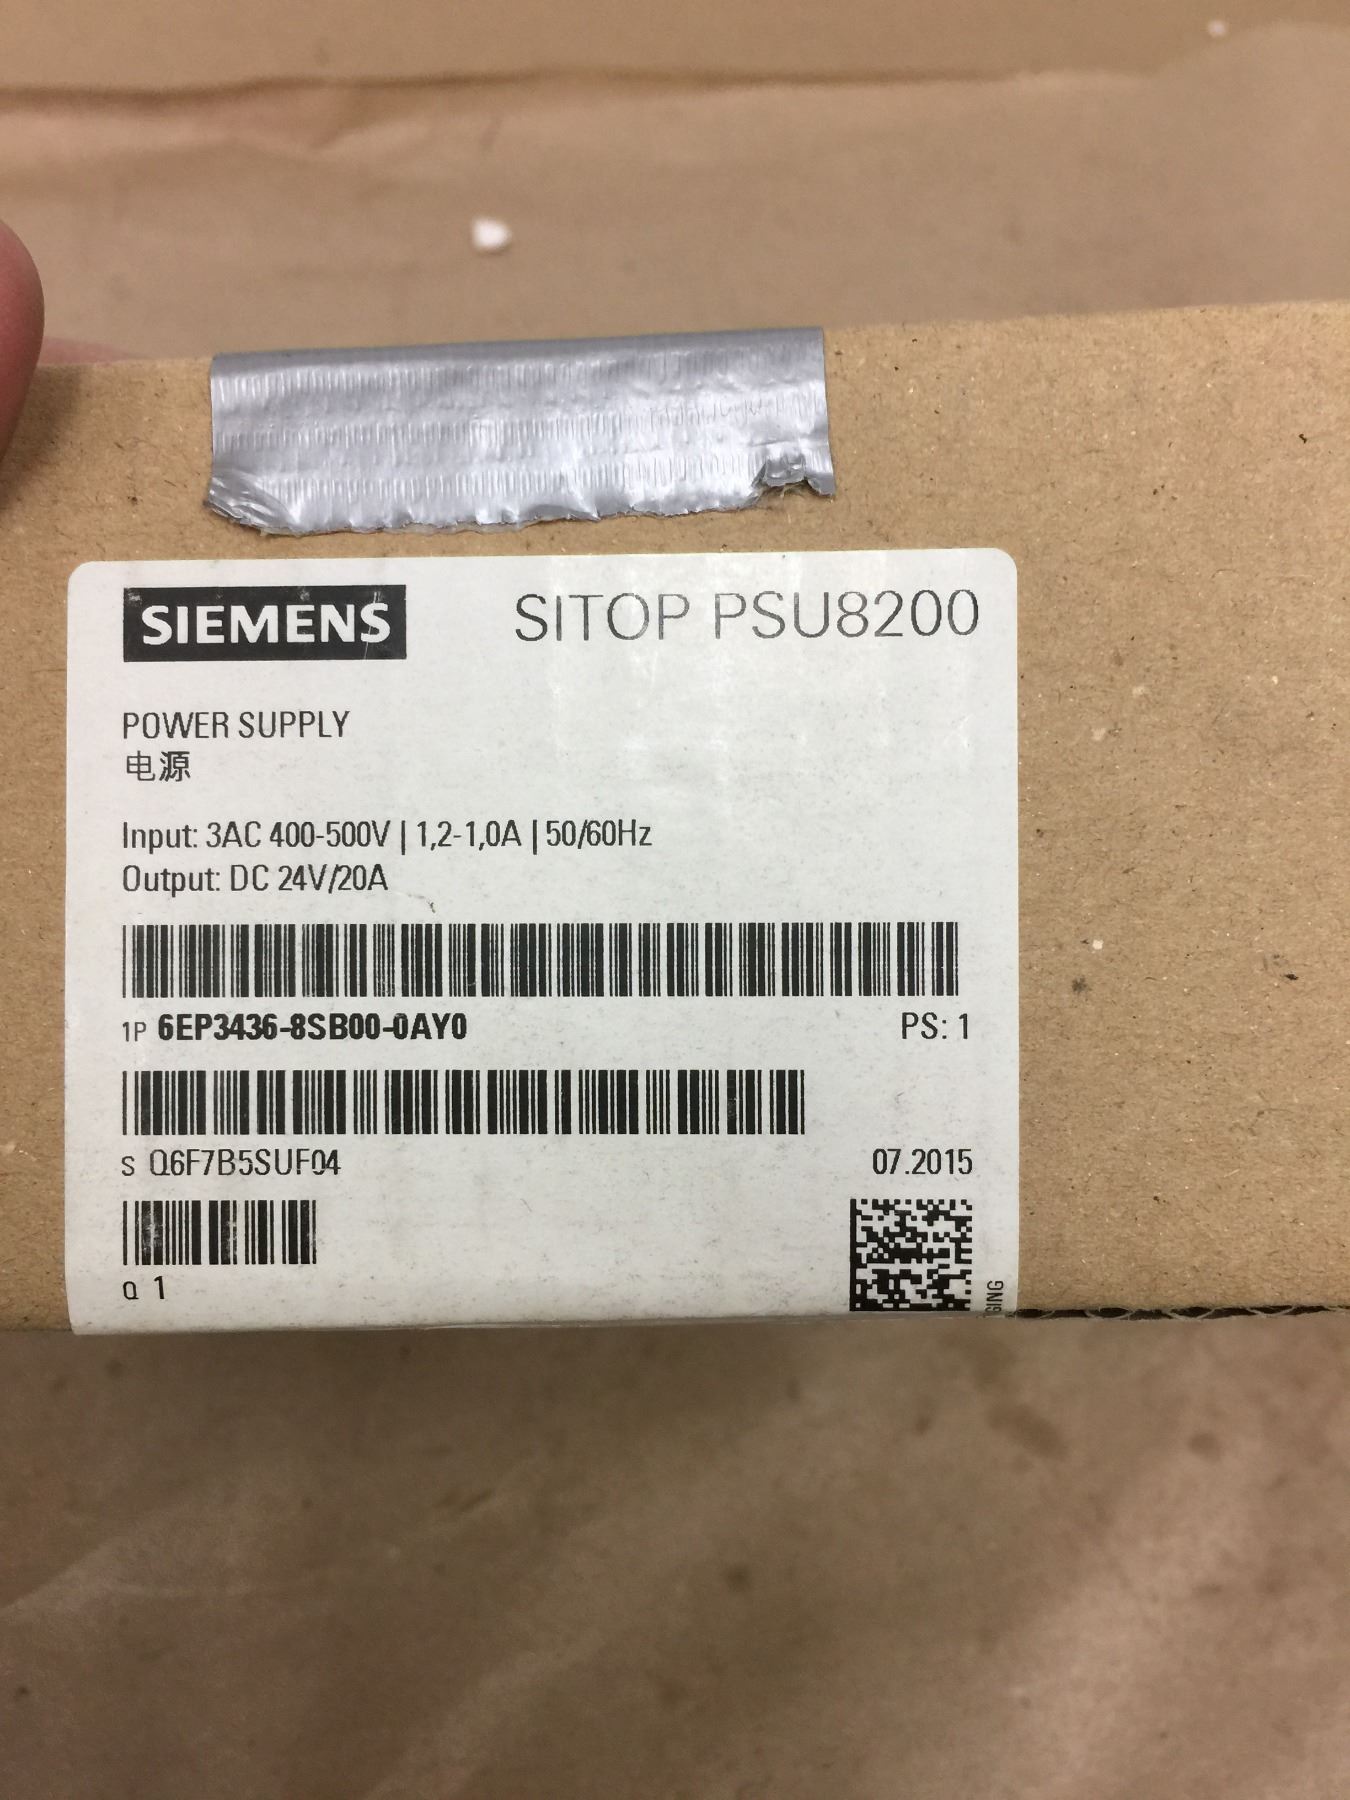 SIEMENS
SITOP PSU8200
POWER SUPPLY
电源
Input: 3AC 400-500V | 1,2-1,0A | 50/60Hz
Output: DC 24V/20A
1P 6EP3436-8SB00-0AY0
PS: 1
S Q6F7B5SUF04
07.2015
Q 1
GING